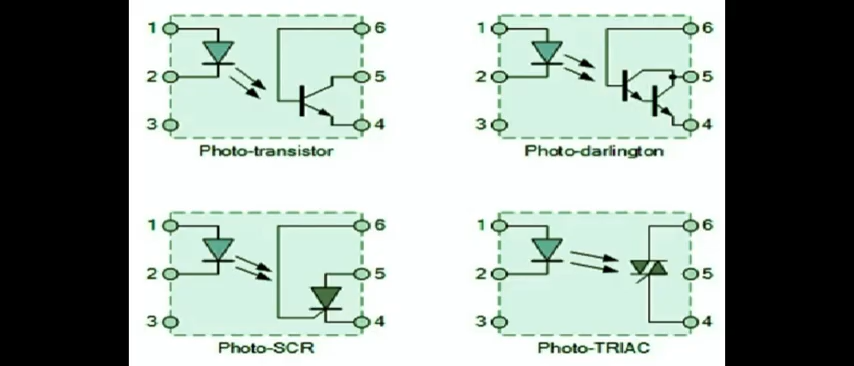 1 6 1 6
2 5 2 5
3 4 3 4
Photo-transistor Photo-darlington
1 6 1 6
2 5 2 5
3 4 3 4
Photo-SCR Photo-TRIAC